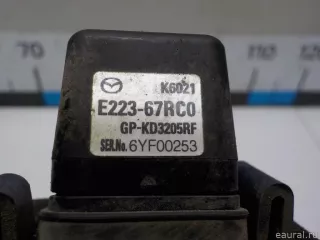 70
110
120
K6021
E223-67RC0
GP-KD3205RF
SER.No. 6YF00253
eaural.ru